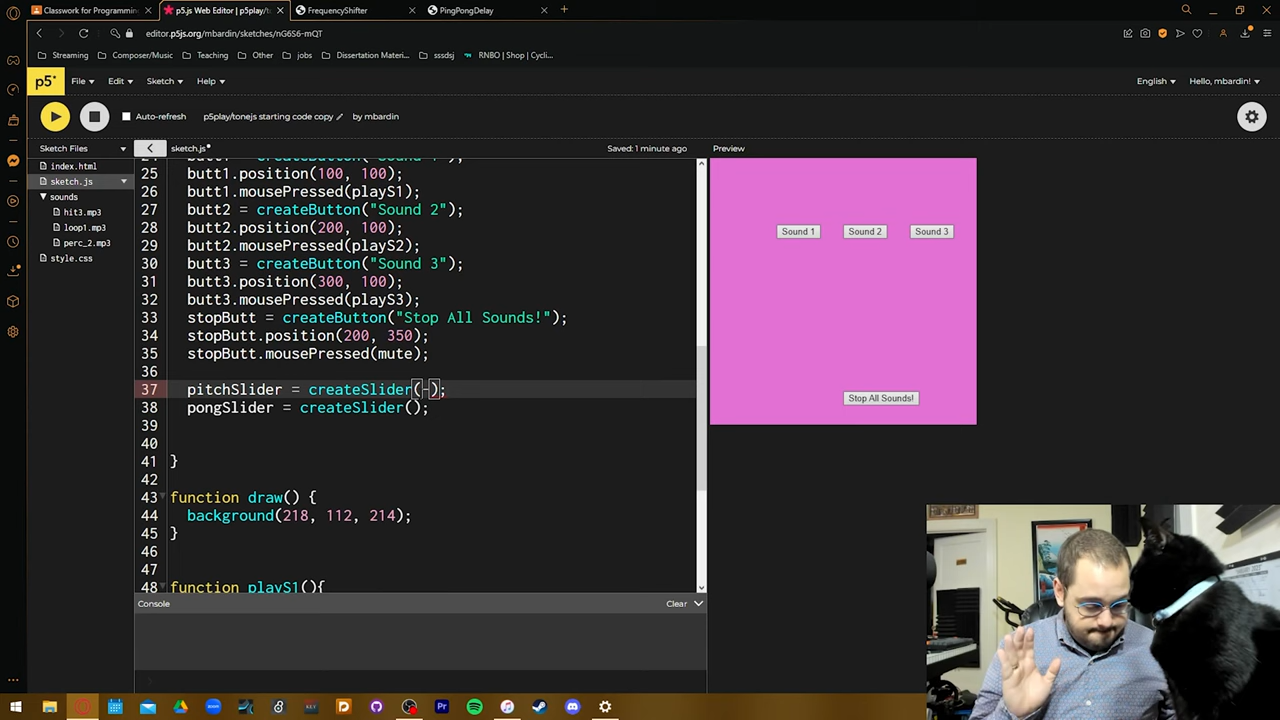 Classwork for Programmin
p5.js Web Editor | p5play/to
FrequencyShifter
PingPongDelay
editor.p5js.org/mbardin/sketches/nG6S6-mQT
Streaming
Composer/Music
Teaching
Other
jobs
Dissertation Materi...
sssdsj
RNBO | Shop | Cycli...
p5*
File
Edit
Sketch
Help
English
Hello, mbardin!
Auto-refresh
p5play/tonejs starting code copy
by mbardin
Sketch Files
sketch.js
Saved: 1 minute ago
Preview
index.html
sketch.js
sounds
hit3.mp3
loop1.mp3
perc_2.mp3
style.css
25 butt1.position(100, 100);
26 butt1.mousePressed(playS1);
27 butt2 = createButton("Sound 2");
28 butt2.position(200, 100);
29 butt2.mousePressed(playS2);
30 butt3 = createButton("Sound 3");
31 butt3.position(300, 100);
32 butt3.mousePressed(playS3);
33 stopButt = createButton("Stop All Sounds!");
34 stopButt.position(200, 350);
35 stopButt.mousePressed(mute);
36
37 pitchSlider = createSlider(-);
38 pongSlider = createSlider();
39
40
41 }
42
43 function draw() {
44 background(218, 112, 214);
45 }
46
47
48 function playS1(){
Sound 1
Sound 2
Sound 3
Stop All Sounds!
Console
Clear